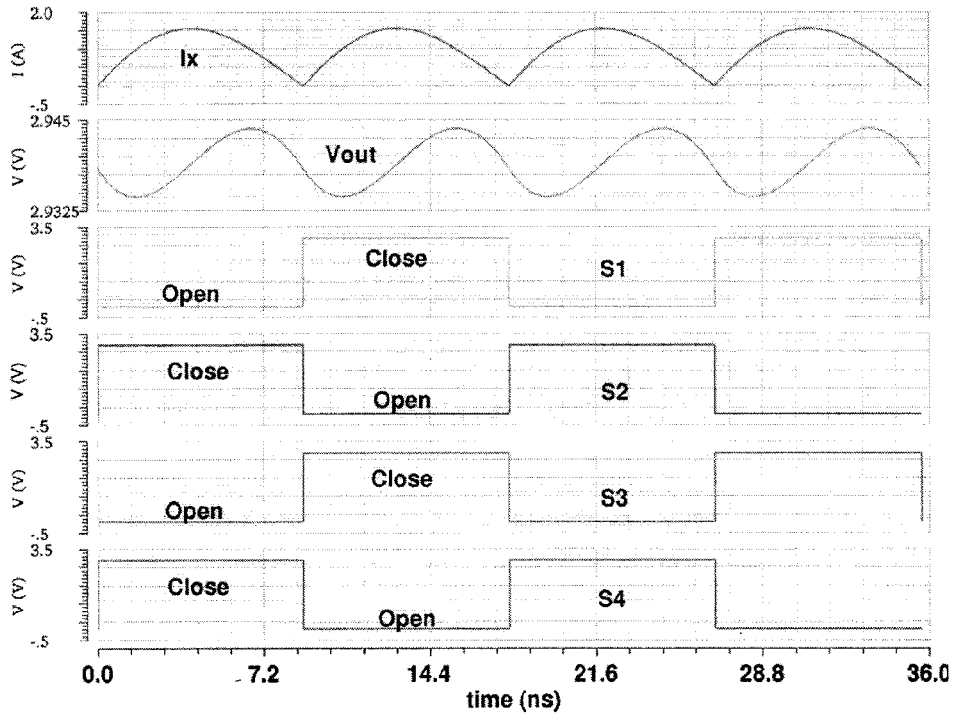 2.0
I (A)
Ix
-.5
2.945
V (V)
Vout
2.9325
3.5
V (V)
Close
S1
Open
-.5
3.5
V (V)
Close
S2
Open
-.5
3.5
V (V)
Close
S3
Open
-.5
3.5
V (V)
Close
S4
Open
-.5
0.0 7.2 14.4 21.6 28.8 36.0
time (ns)